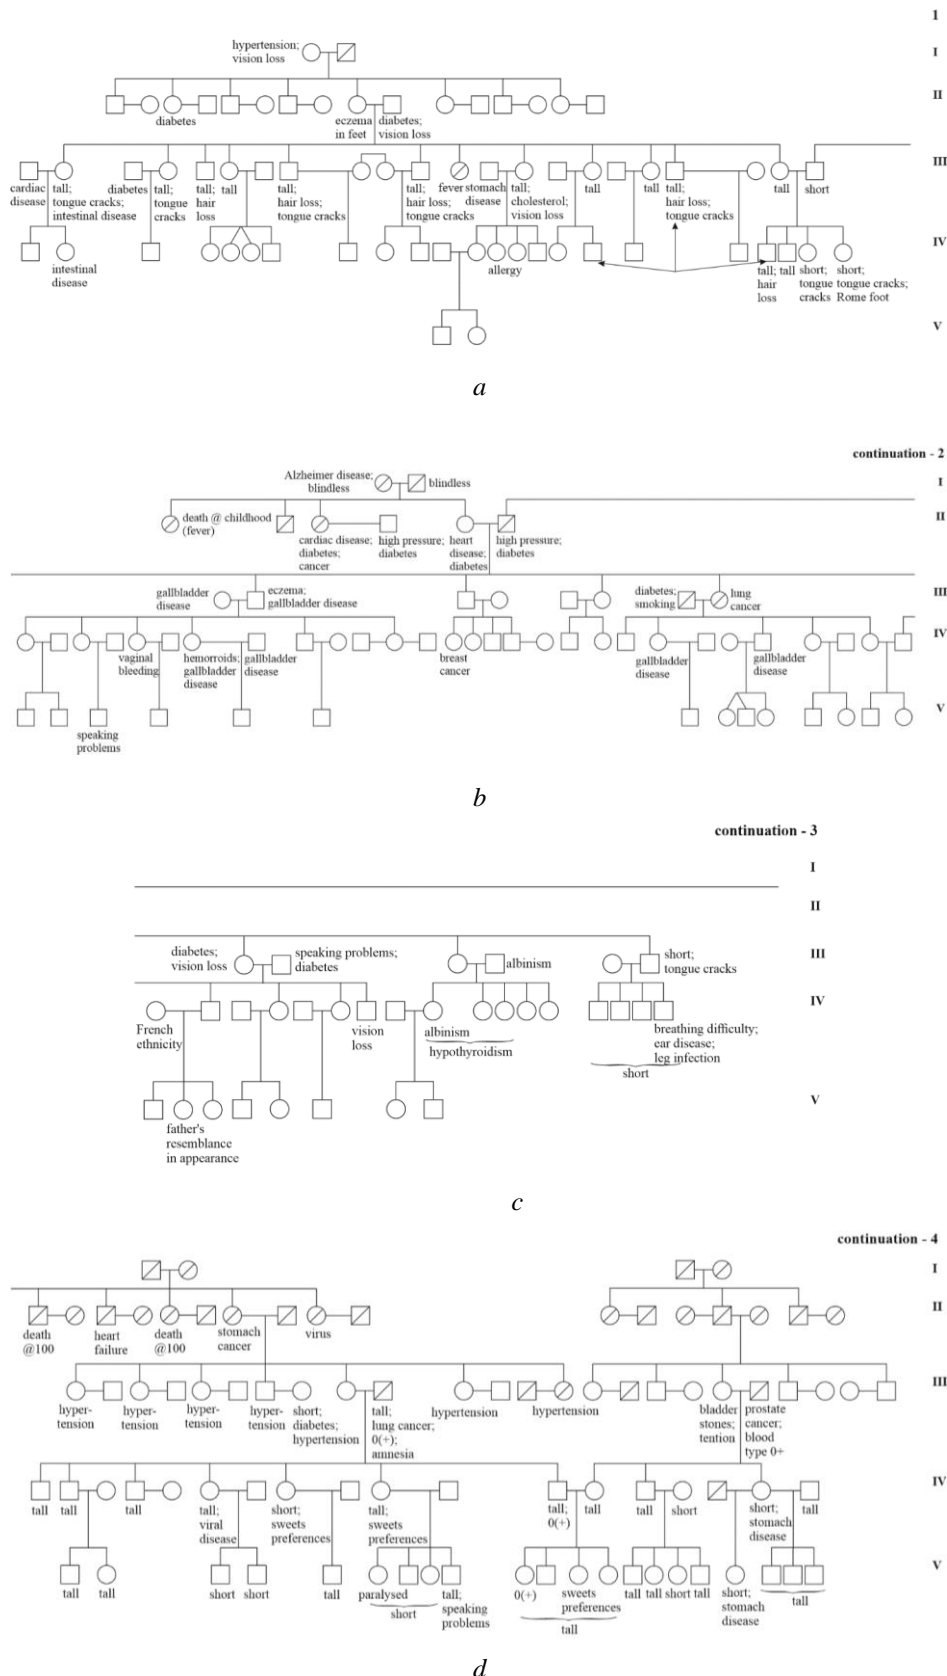 1
I
hypertension;
vision loss
II
diabetes
eczema
in feet
diabetes;
vision loss
III
cardiac
disease
tall;
tongue cracks;
intestinal disease
diabetes
tall;
tongue
cracks
tall;
hair
loss
tall
tall;
hair loss;
tongue cracks
tall;
hair loss;
tongue cracks
fever
stomach
disease
tall;
cholesterol;
vision loss
tall
tall
tall;
hair loss;
tongue cracks
tall
short
IV
intestinal
disease
allergy
tall;
hair
loss
tall
short;
tongue
cracks
short;
tongue cracks;
Rome foot
V
a
continuation - 2
Alzheimer disease;
blindless
blindless
I
death @ childhood
(fever)
cardiac disease;
diabetes;
cancer
high pressure;
diabetes
heart
disease;
diabetes
high pressure;
diabetes
II
gallbladder
disease
eczema;
gallbladder disease
diabetes;
smoking
lung
cancer
III
vaginal
bleeding
hemorroids;
gallbladder
disease
gallbladder
disease
breast
cancer
gallbladder
disease
gallbladder
disease
IV
speaking
problems
V
b
continuation - 3
I
II
diabetes;
vision loss
speaking problems;
diabetes
albinism
short;
tongue cracks
III
IV
French
ethnicity
vision
loss
albinism
hypothyroidism
breathing difficulty;
ear disease;
leg infection
short
V
father's
resemblance
in appearance
c
continuation - 4
I
II
death
@100
heart
failure
death
@100
stomach
cancer
virus
III
hyper-
tension
hyper-
tension
hyper-
tension
hyper-
tension
short;
diabetes;
hypertension
tall;
lung cancer;
0(+);
amnesia
hypertension
hypertension
bladder
stones;
tention
prostate
cancer;
blood
type 0+
IV
tall
tall
tall
tall;
viral
disease
short;
sweets
preferences
tall;
sweets
preferences
tall;
0(+)
tall
tall
short
short;
stomach
disease
tall
V
tall
tall
short
short
tall
paralysed
short
tall;
speaking
problems
0(+)
sweets
preferences
tall
tall
tall
short
tall
short;
stomach
disease
tall
d